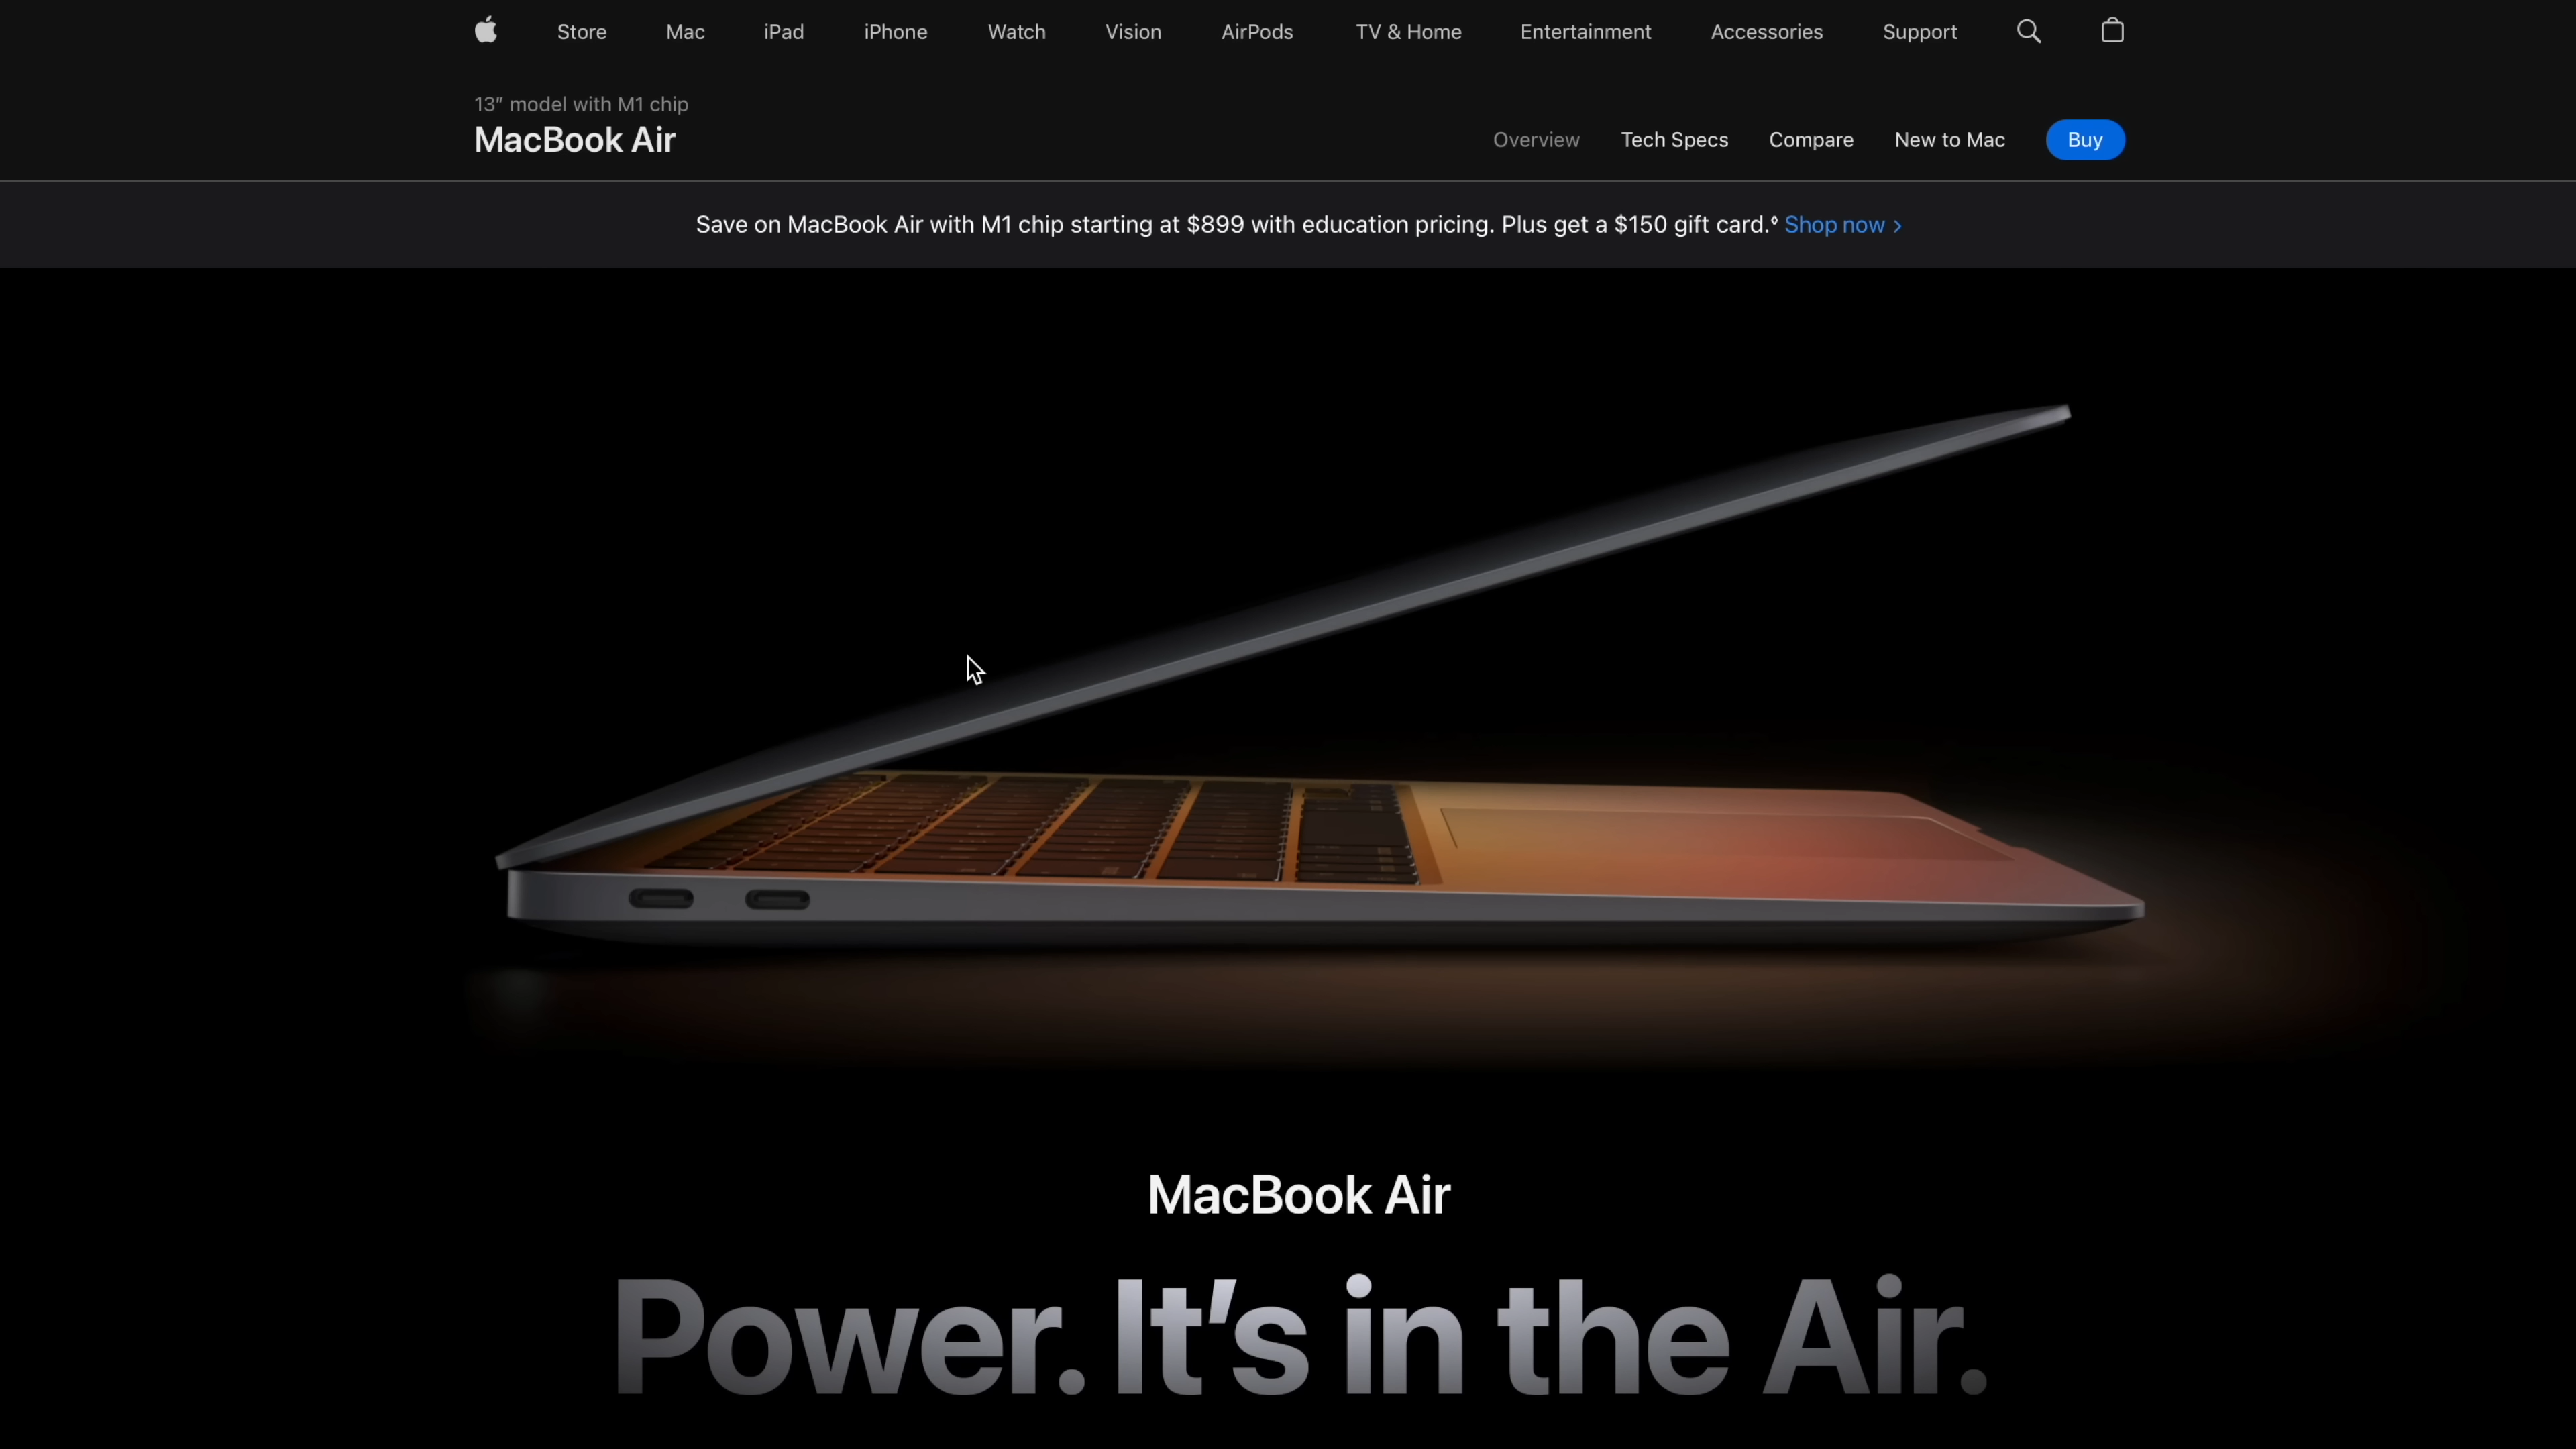 Store Mac iPad iPhone Watch Vision AirPods TV & Home Entertainment Accessories Support
13″ model with M1 chip
MacBook Air
Overview Tech Specs Compare New to Mac Buy
Save on MacBook Air with M1 chip starting at $899 with education pricing. Plus get a $150 gift card.◊ Shop now >
MacBook Air
Power. It’s in the Air.